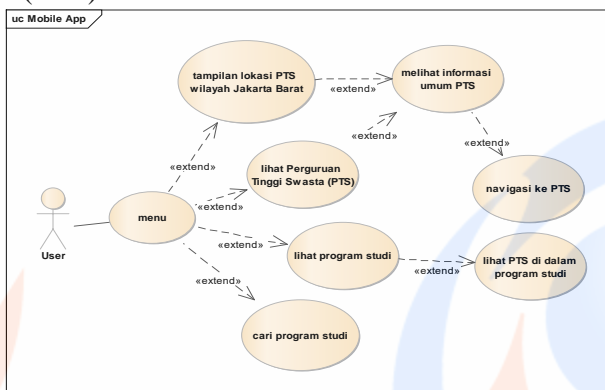 uc Mobile App
tampilan lokasi PTS
wilayah Jakarta Barat
«extend»
melihat informasi
umum PTS
«extend»
«extend»
«extend»
lihat Perguruan
Tinggi Swasta (PTS)
navigasi ke PTS
menu
«extend»
User
«extend»
lihat program studi
«extend»
lihat PTS di dalam
program studi
«extend»
cari program studi